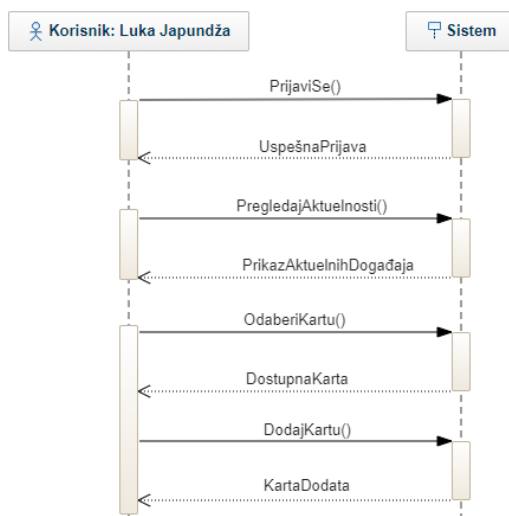 Korisnik: Luka Japundža
Sistem
PrijaviSe()
UspešnaPrijava
PregledajAktuelnosti()
PrikazAktuelnihDogađaja
OdaberiKartu()
DostupnaKarta
DodajKartu()
KartaDodata